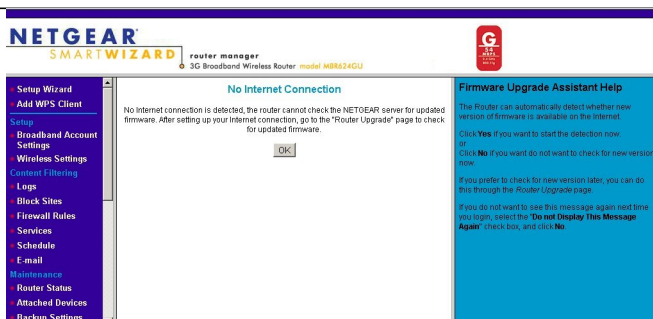 NETGEAR®
SMARTWIZARD
router manager
3G Broadband Wireless Router model MBR624GU
G
54
Setup Wizard
Add WPS Client
Setup
Broadband Account
Settings
Wireless Settings
Content Filtering
Logs
Block Sites
Firewall Rules
Services
Schedule
E-mail
Maintenance
Router Status
Attached Devices
Backup Settings
No Internet Connection
No Internet connection is detected, the router cannot check the NETGEAR server for updated
firmware. After setting up your Internet connection, go to the "Router Upgrade" page to check
for updated firmware.
OK
Firmware Upgrade Assistant Help
The Router can automatically detect whether new
version of firmware is available on the Internet.
Click Yes if you want to start the detection now.
or
Click No if you want do not want to check for new version
now.
If you prefer to check for new version later, you can do
this through the Router Upgrade page.
If you do not want to see this message again next time
you login, select the "Do not Display This Message
Again" check box, and click No.